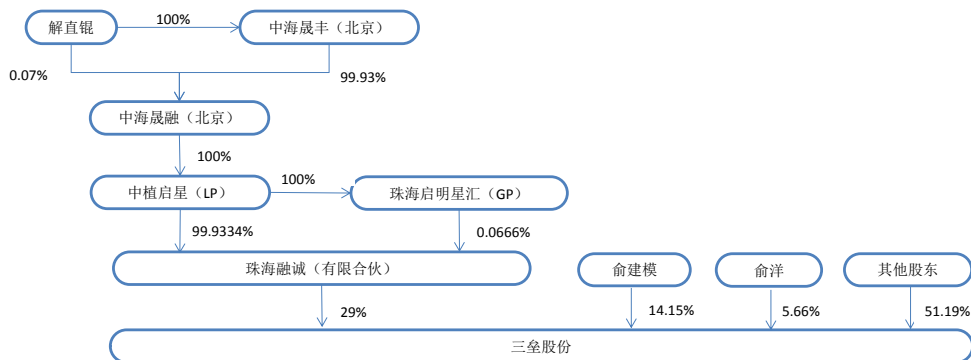 解直锟
100%
中海晟丰（北京）
0.07%
99.93%
中海晟融（北京）
100%
中植启星（LP）
100%
珠海启明星汇（GP）
99.9334%
0.0666%
珠海融诚（有限合伙）
俞建模
俞洋
其他股东
29%
14.15%
5.66%
51.19%
三垒股份